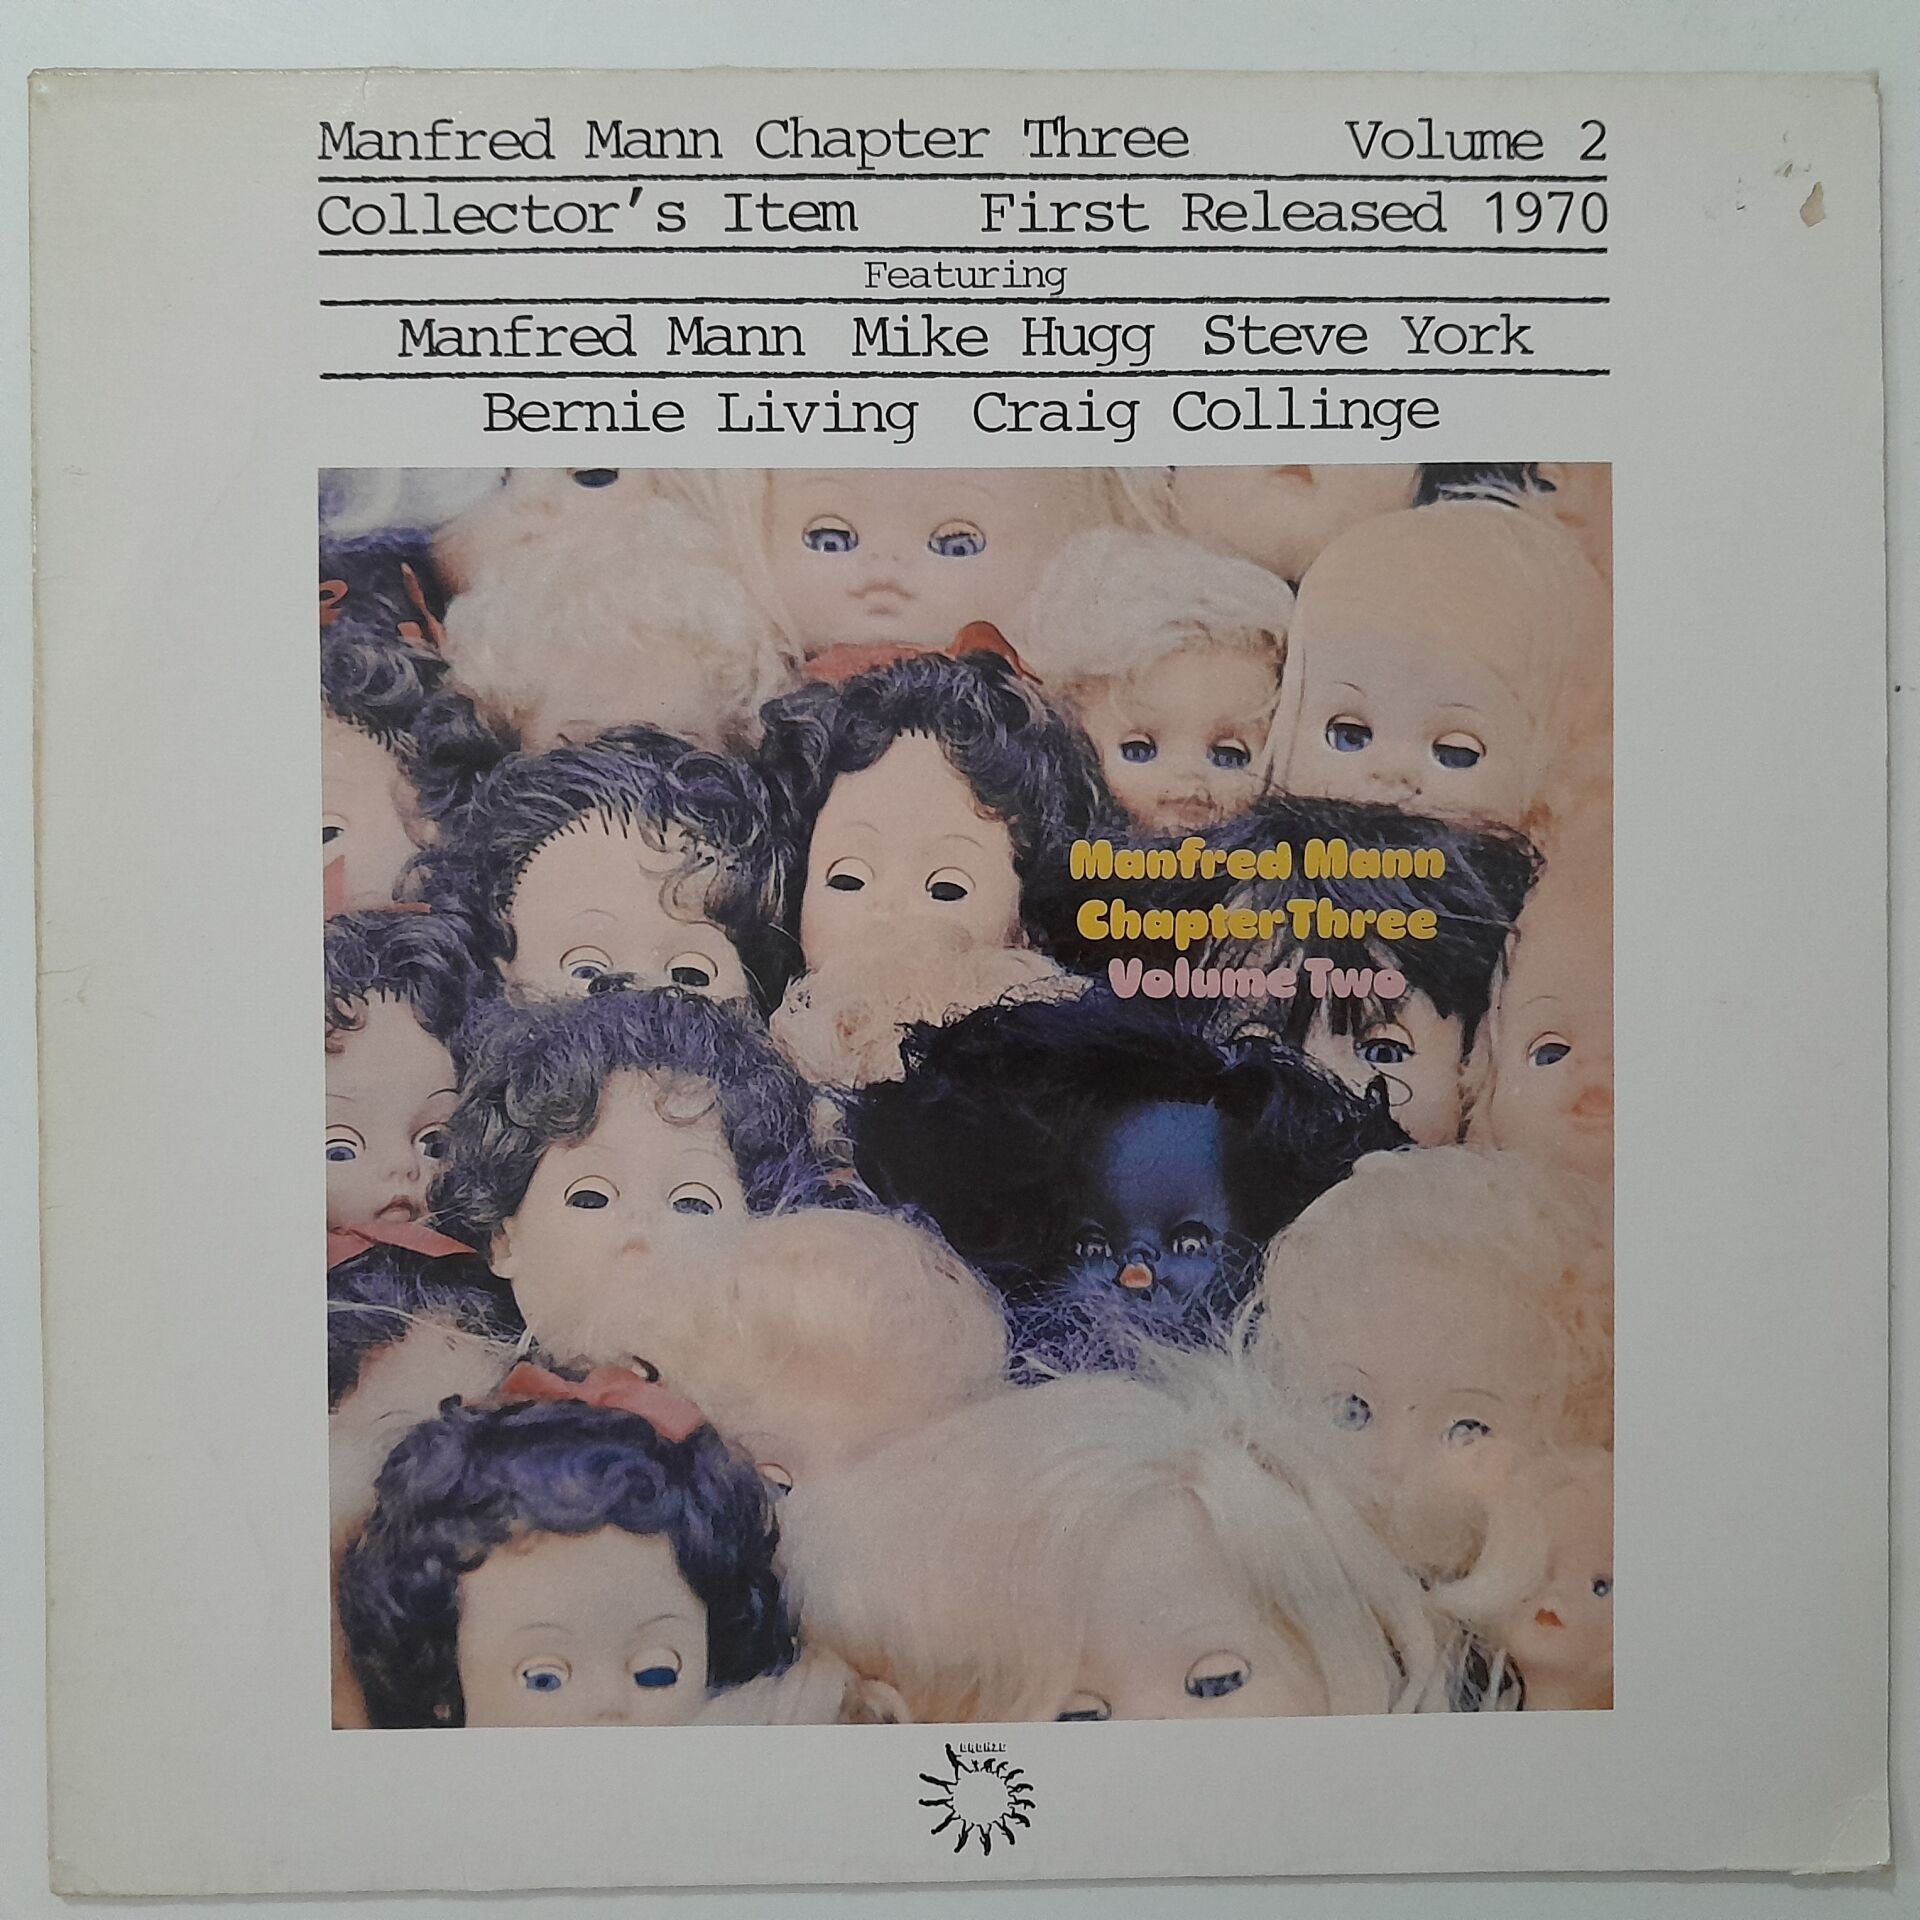 Manfred Mann Chapter Three Volume 2
Collector's Item First Released 1970
Featuring
Manfred Mann Mike Hugg Steve York
Bernie Living Craig Collinge
Manfred Mann
Chapter Three
Volume Two
BRONZE